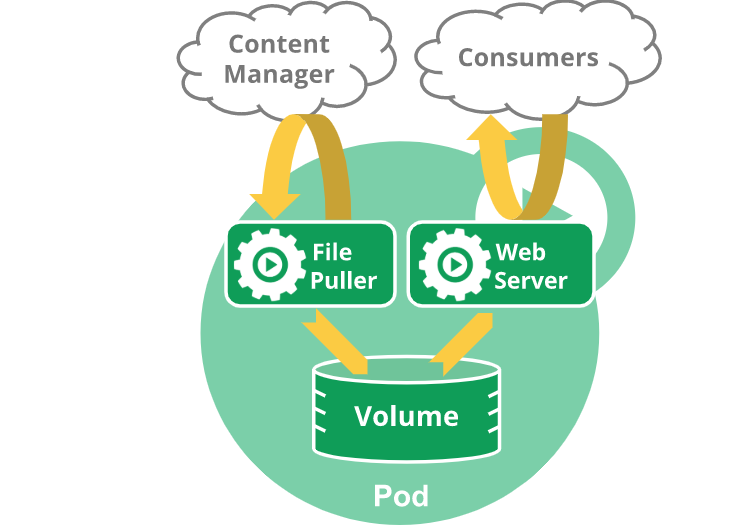 Content
Manager
Consumers
File
Puller
Web
Server
Volume
Pod